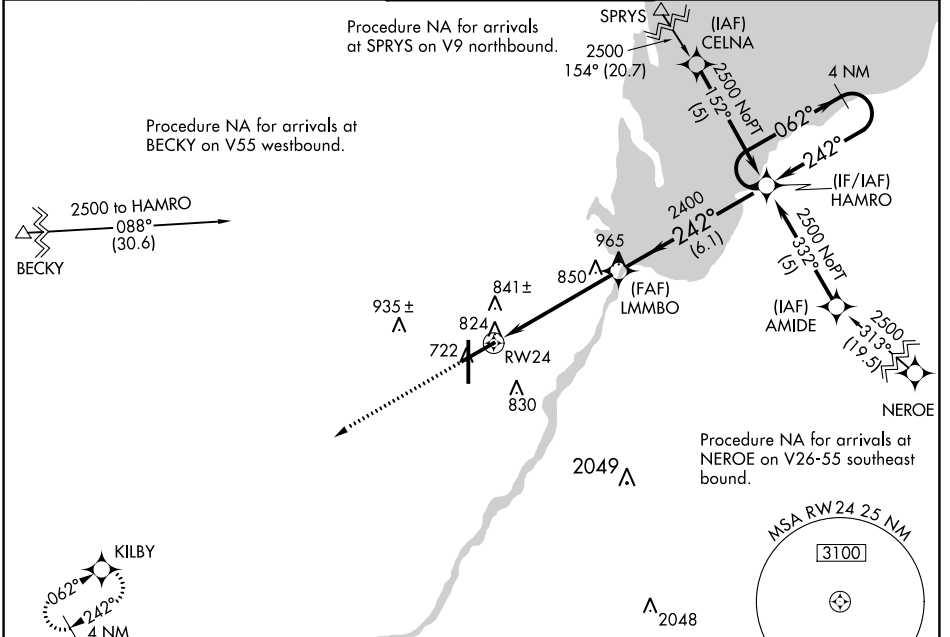 Procedure NA for arrivals
at SPRYS on V9 northbound.
SPRYS
2500
154° (20.7)
(IAF)
CELNA
2500 NoPT
152°
(5)
4 NM
062°
242°
(IF/IAF)
HAMRO
Procedure NA for arrivals at
BECKY on V55 westbound.
2500 to HAMRO
088°
(30.6)
BECKY
2400
242°
(6.1)
2500 NoPT
332°
(5)
965
850
(FAF)
LMMBO
(IAF)
AMIDE
2500
313°
(19.5)
NEROE
935 ±
841 ±
824
722
RW24
830
Procedure NA for arrivals at
NEROE on V26-55 southeast
bound.
2049
MSA RW24 25 NM
3100
KILBY
062°
242°
4 NM
2048